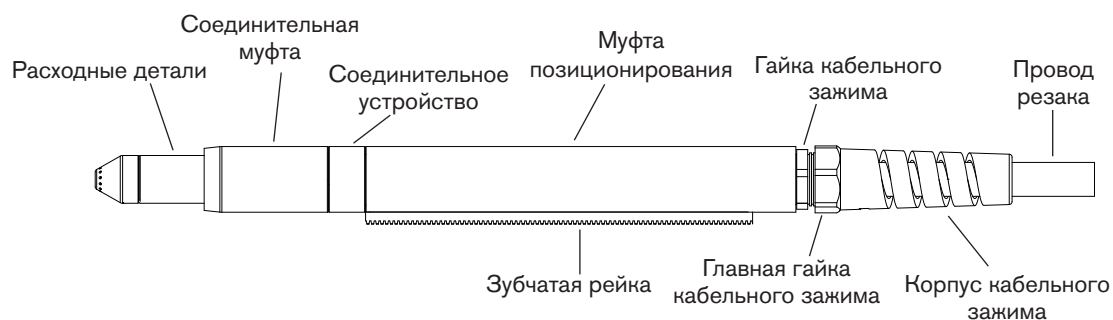 Соединительная
муфта
Расходные детали
Соединительное
устройство
Муфта
позиционирования
Гайка кабельного
зажима
Провод
резака
Зубчатая рейка
Главная гайка
кабельного зажима
Корпус кабельного
зажима